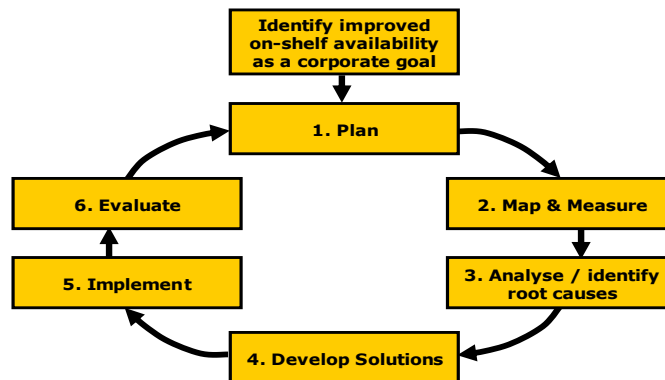 Identify improved
on-shelf availability
as a corporate goal
1. Plan
2. Map & Measure
3. Analyse / identify
root causes
4. Develop Solutions
5. Implement
6. Evaluate